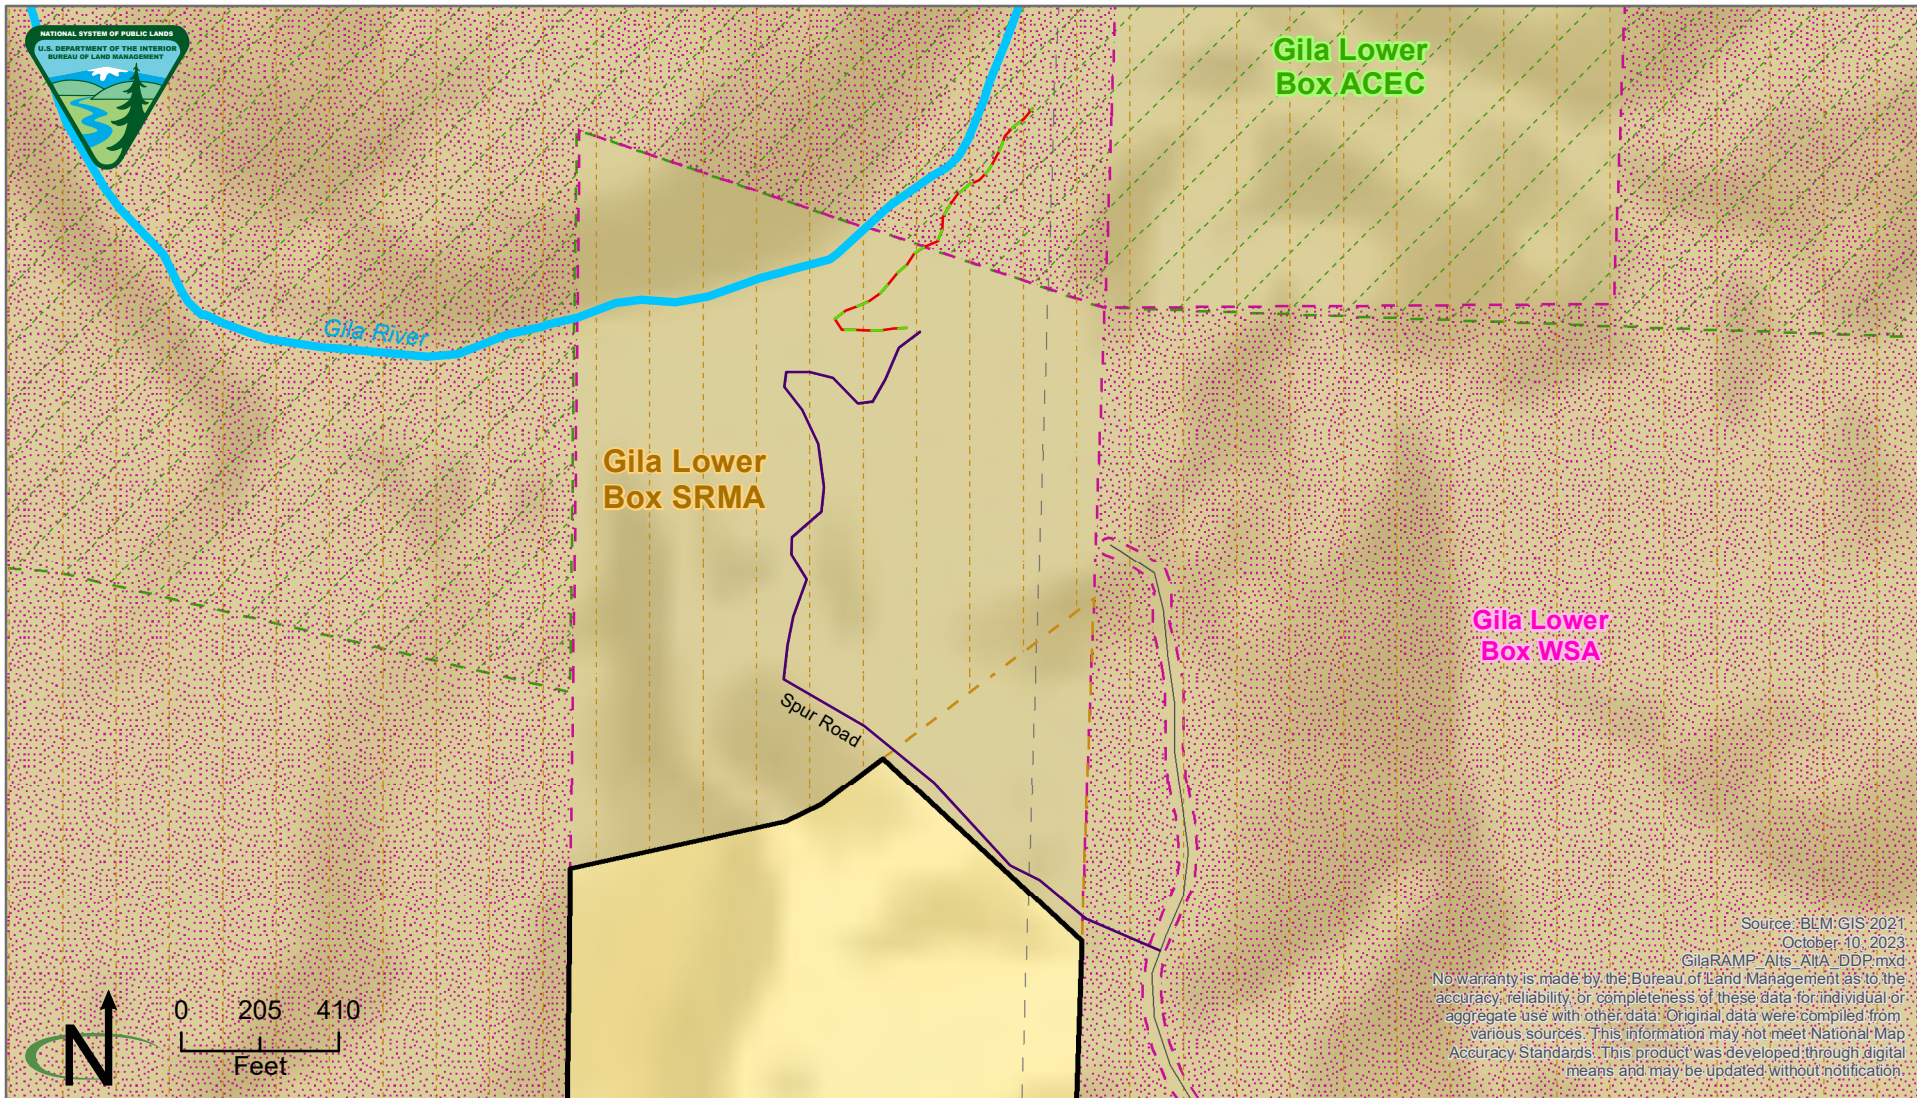 NATIONAL SYSTEM OF PUBLIC LANDS
U.S. DEPARTMENT OF THE INTERIOR
BUREAU OF LAND MANAGEMENT
Gila Lower
Box ACEC
Gila River
Gila Lower
Box SRMA
Gila Lower
Box WSA
Spur Road
Source: BLM GIS 2021
October 10, 2023
GilaRAMP_Alts_AltA_DDP.mxd
No warranty is made by the Bureau of Land Management as to the
accuracy, reliability, or completeness of these data for individual or
aggregate use with other data. Original data were compiled from
various sources. This information may not meet National Map
Accuracy Standards. This product was developed through digital
means and may be updated without notification.
N
0 205 410
Feet